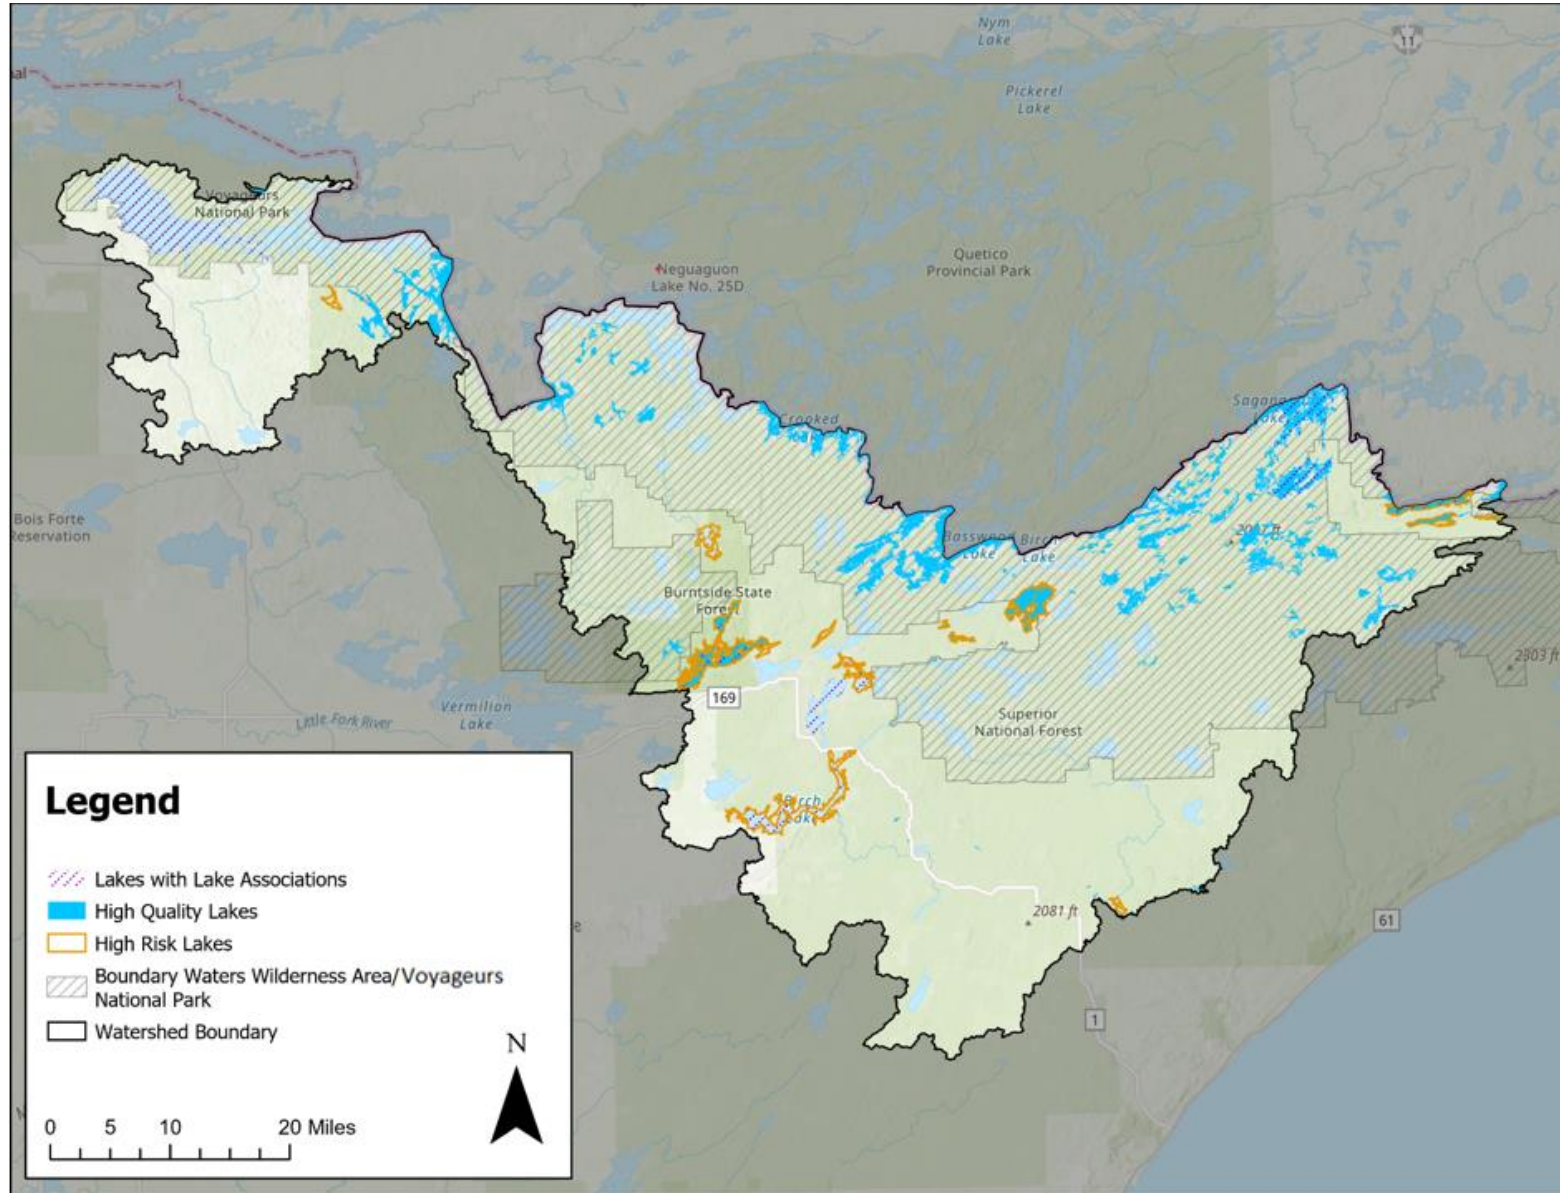 Nym
Lake
11
Pickerel
Lake
Voyageurs
National Park
Neguaguon
Lake No. 25D
Quetico
Provincial Park
Crooked
Lake
Bois Forte
Reservation
Basswood
Lake
Birch
Lake
Burntside State
Forest
2303 ft
169
Vermilion
Lake
Little Fork River
Superior
National Forest
Birch
Lake
2081 ft
61
1
Legend
Lakes with Lake Associations
High Quality Lakes
High Risk Lakes
Boundary Waters Wilderness Area/Voyageurs
National Park
Watershed Boundary
N
0 5 10 20 Miles